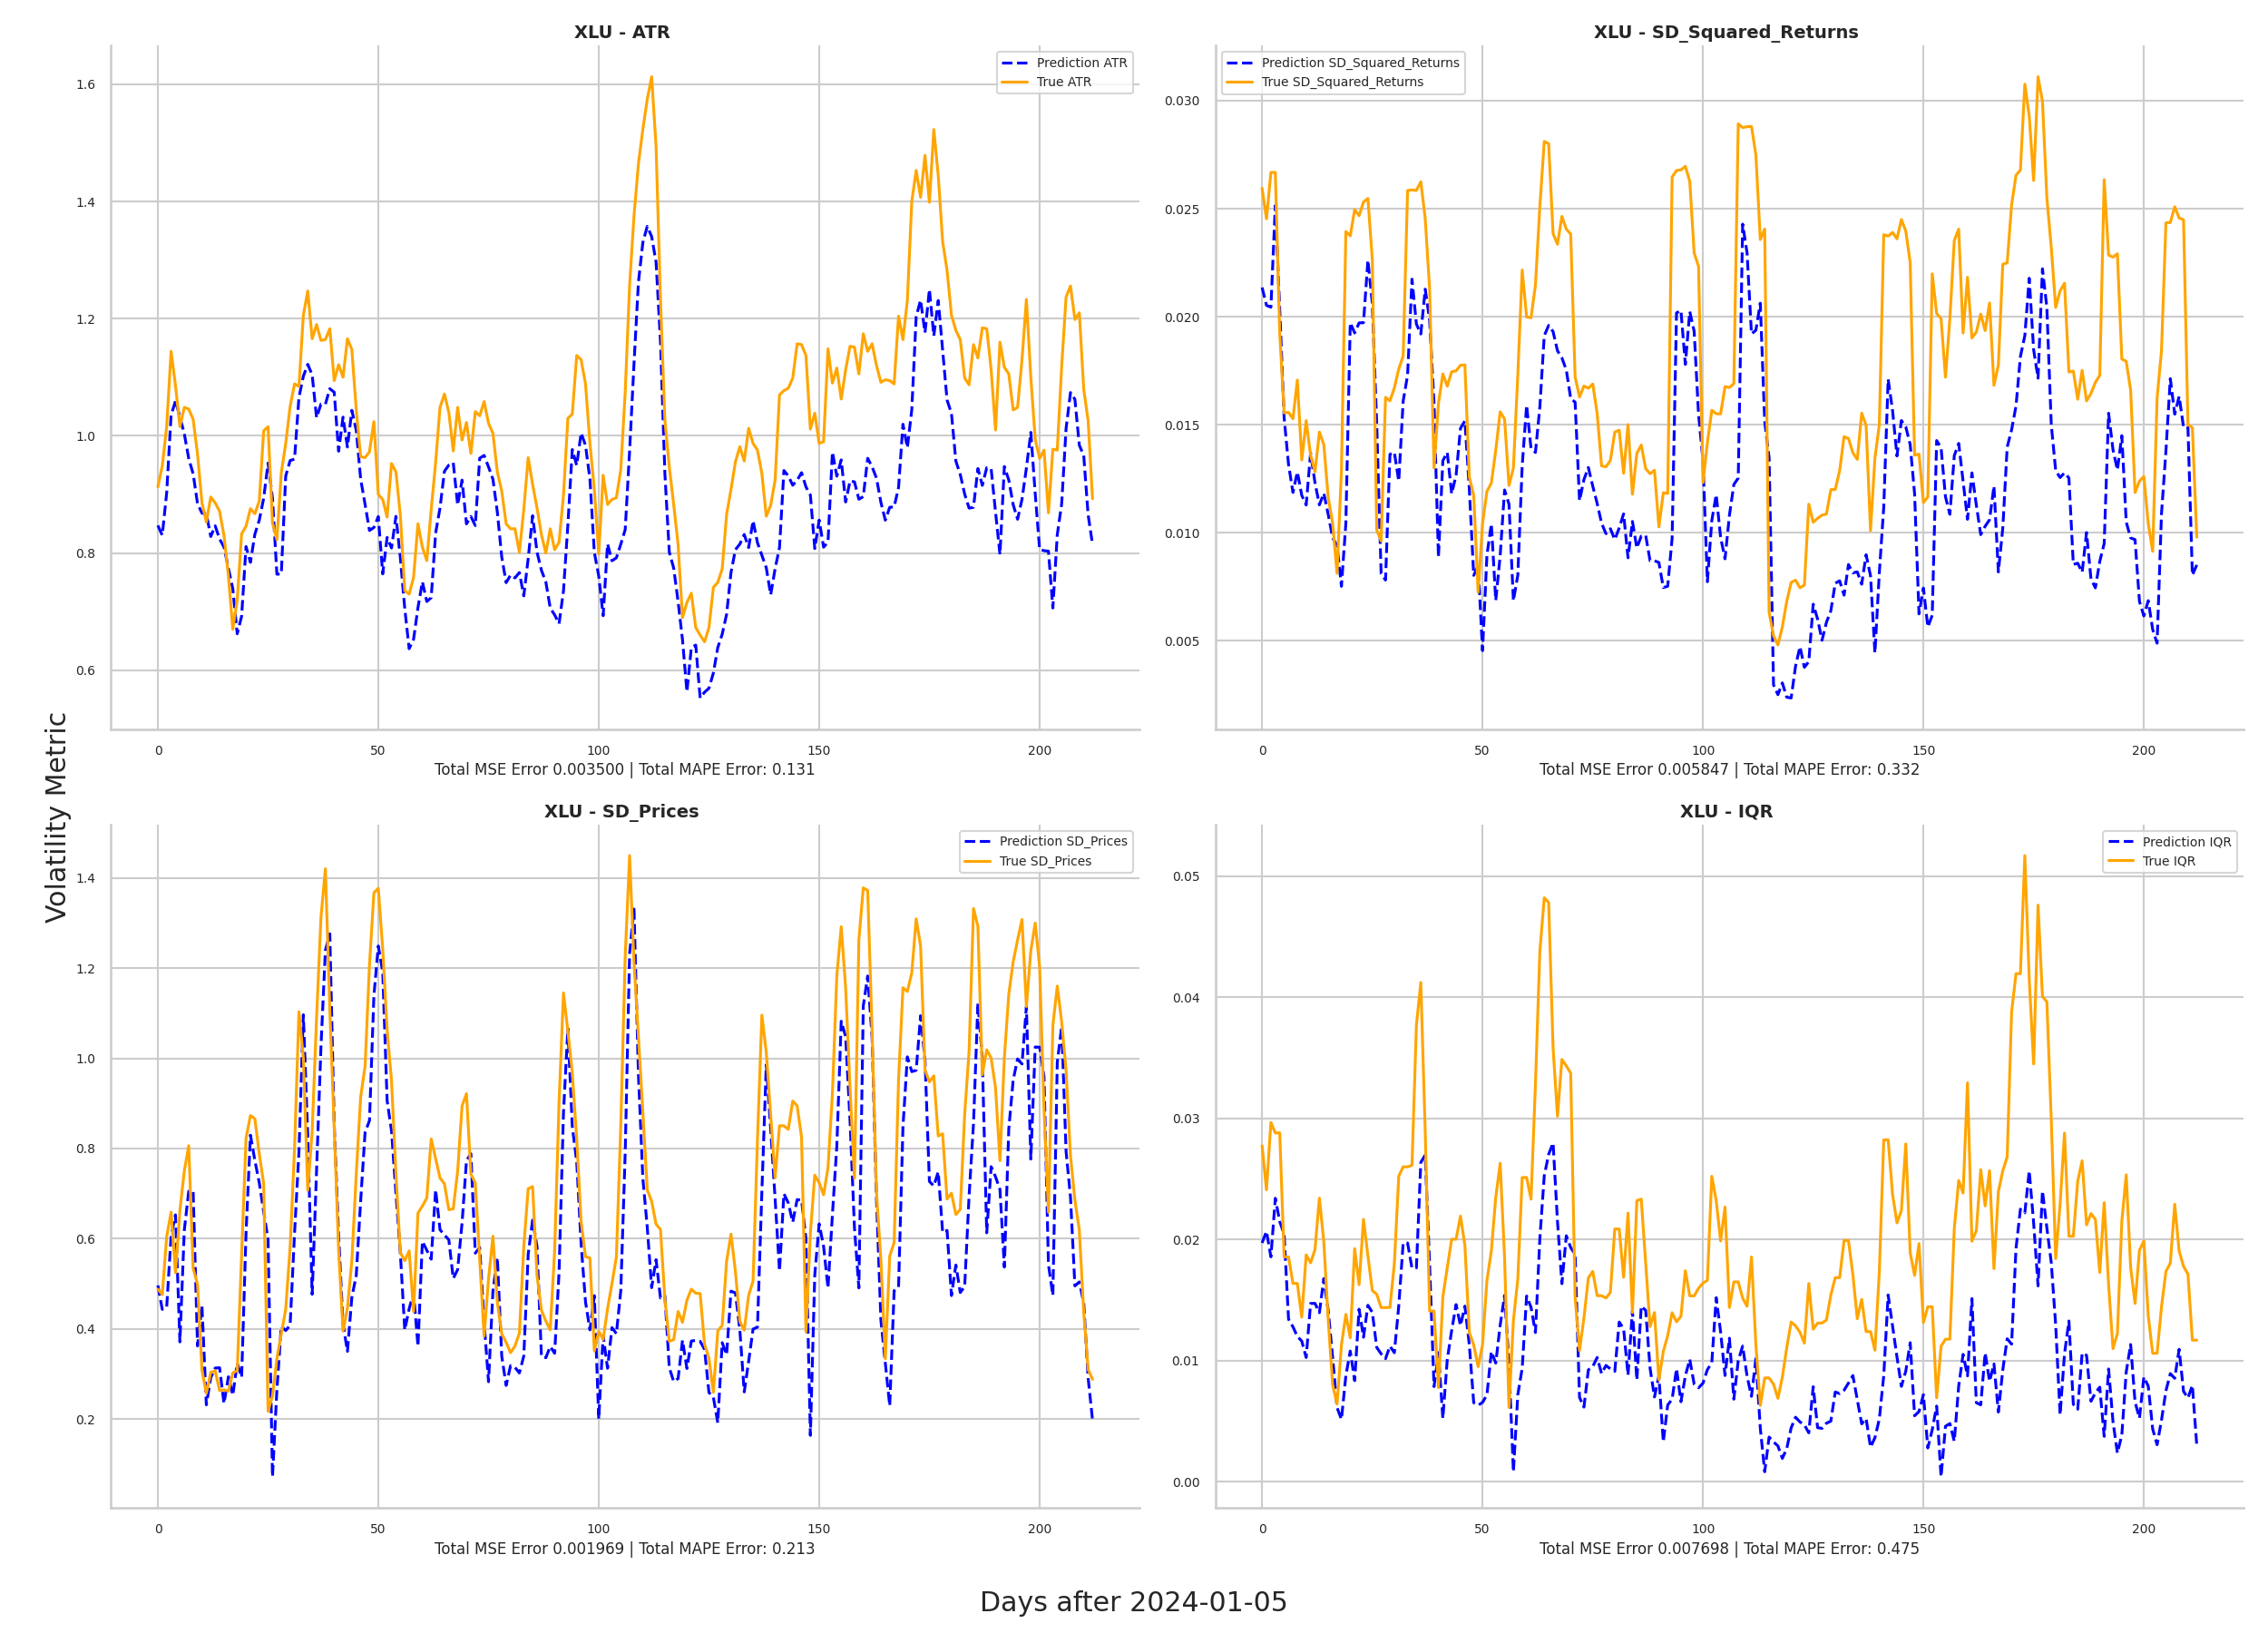 XLU - ATR
Prediction ATR
True ATR
1.6
1.4
1.2
1.0
0.8
0.6
0
50
100
150
200
Total MSE Error 0.003500 | Total MAPE Error: 0.131
XLU - SD_Squared_Returns
Prediction SD_Squared_Returns
True SD_Squared_Returns
0.030
0.025
0.020
0.015
0.010
0.005
0
50
100
150
200
Total MSE Error 0.005847 | Total MAPE Error: 0.332
Volatility Metric
XLU - SD_Prices
Prediction SD_Prices
True SD_Prices
1.4
1.2
1.0
0.8
0.6
0.4
0.2
0
50
100
150
200
Total MSE Error 0.001969 | Total MAPE Error: 0.213
XLU - IQR
Prediction IQR
True IQR
0.05
0.04
0.03
0.02
0.01
0.00
0
50
100
150
200
Total MSE Error 0.007698 | Total MAPE Error: 0.475
Days after 2024-01-05